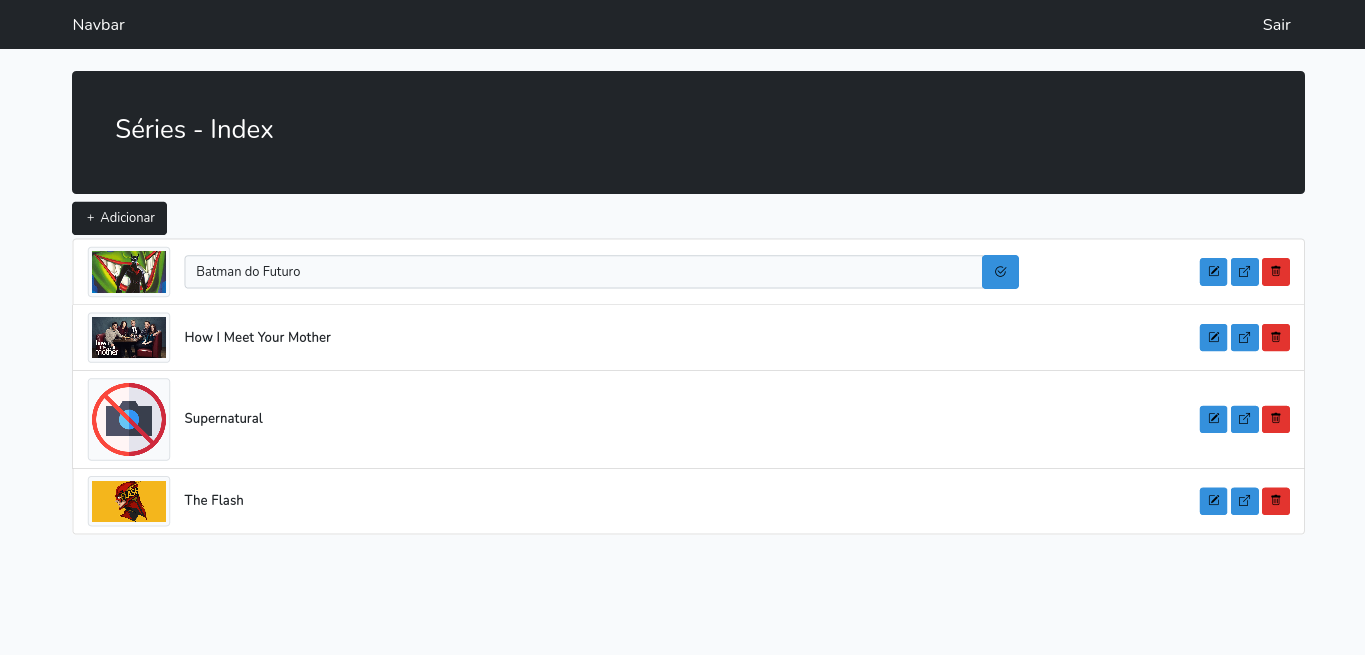 Navbar
Sair
Séries - Index
+ Adicionar
Batman do Futuro
How I Meet Your Mother
Supernatural
The Flash